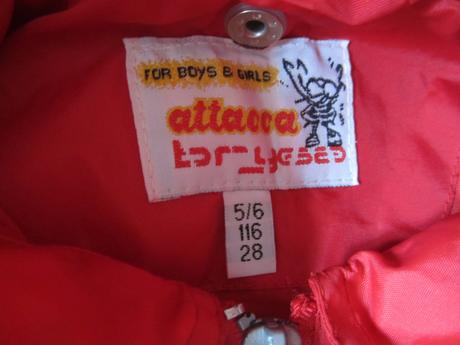 FOR BOYS & GIRLS
attacca
5/6
116
28